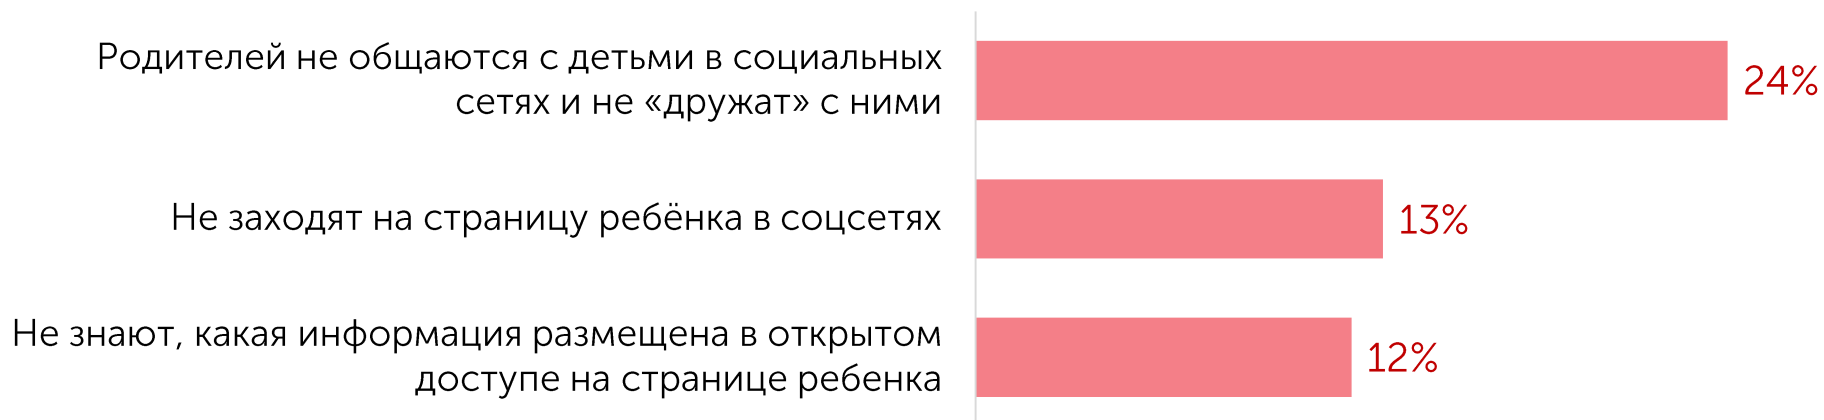 Родителей не общаются с детьми в социальных
сетях и не «дружат» с ними
24%
Не заходят на страницу ребёнка в соцсетях
13%
Не знают, какая информация размещена в открытом
доступе на странице ребенка
12%